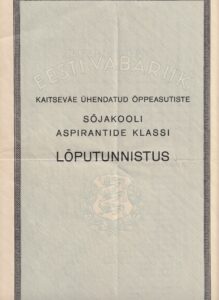 EESTI VABARIIK
KAITSEVÄE ÜHENDATUD ÕPPEASUTISTE
SÕJAKOOLI
ASPIRANTIDE KLASSI
LÕPUTUNNISTUS